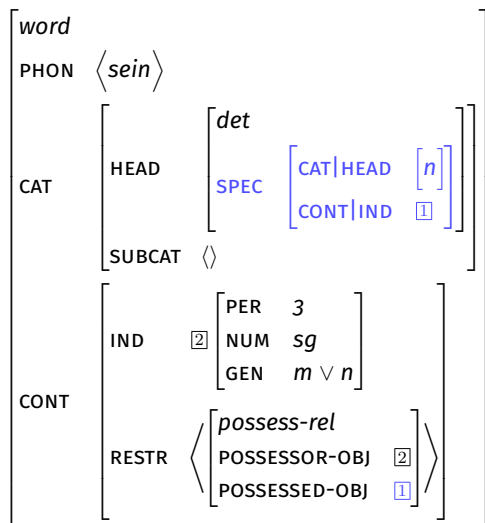 word
PHON ⟨sein⟩
CAT
HEAD
det
SPEC
CAT|HEAD [n]
CONT|IND 1
SUBCAT ⟨⟩
CONT
IND 2
PER 3
NUM sg
GEN m ∨ n
RESTR
possess-rel
POSSESSOR-OBJ 2
POSSESSED-OBJ 1